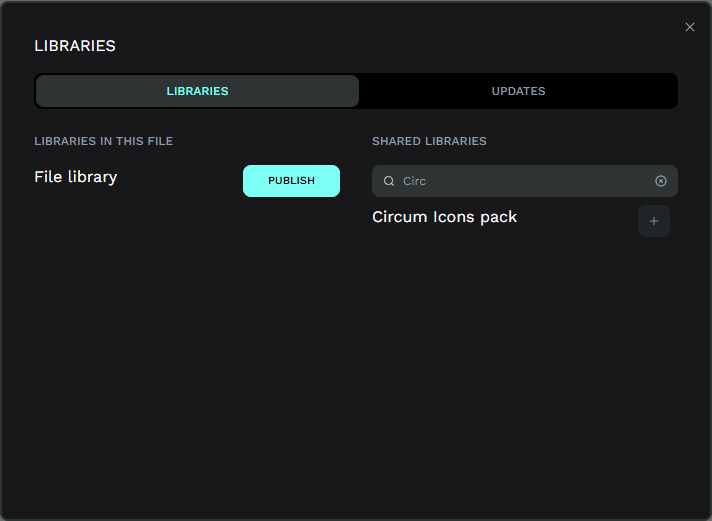 LIBRARIES
LIBRARIES
UPDATES
LIBRARIES IN THIS FILE
File library
PUBLISH
SHARED LIBRARIES
Circ
Circum Icons pack